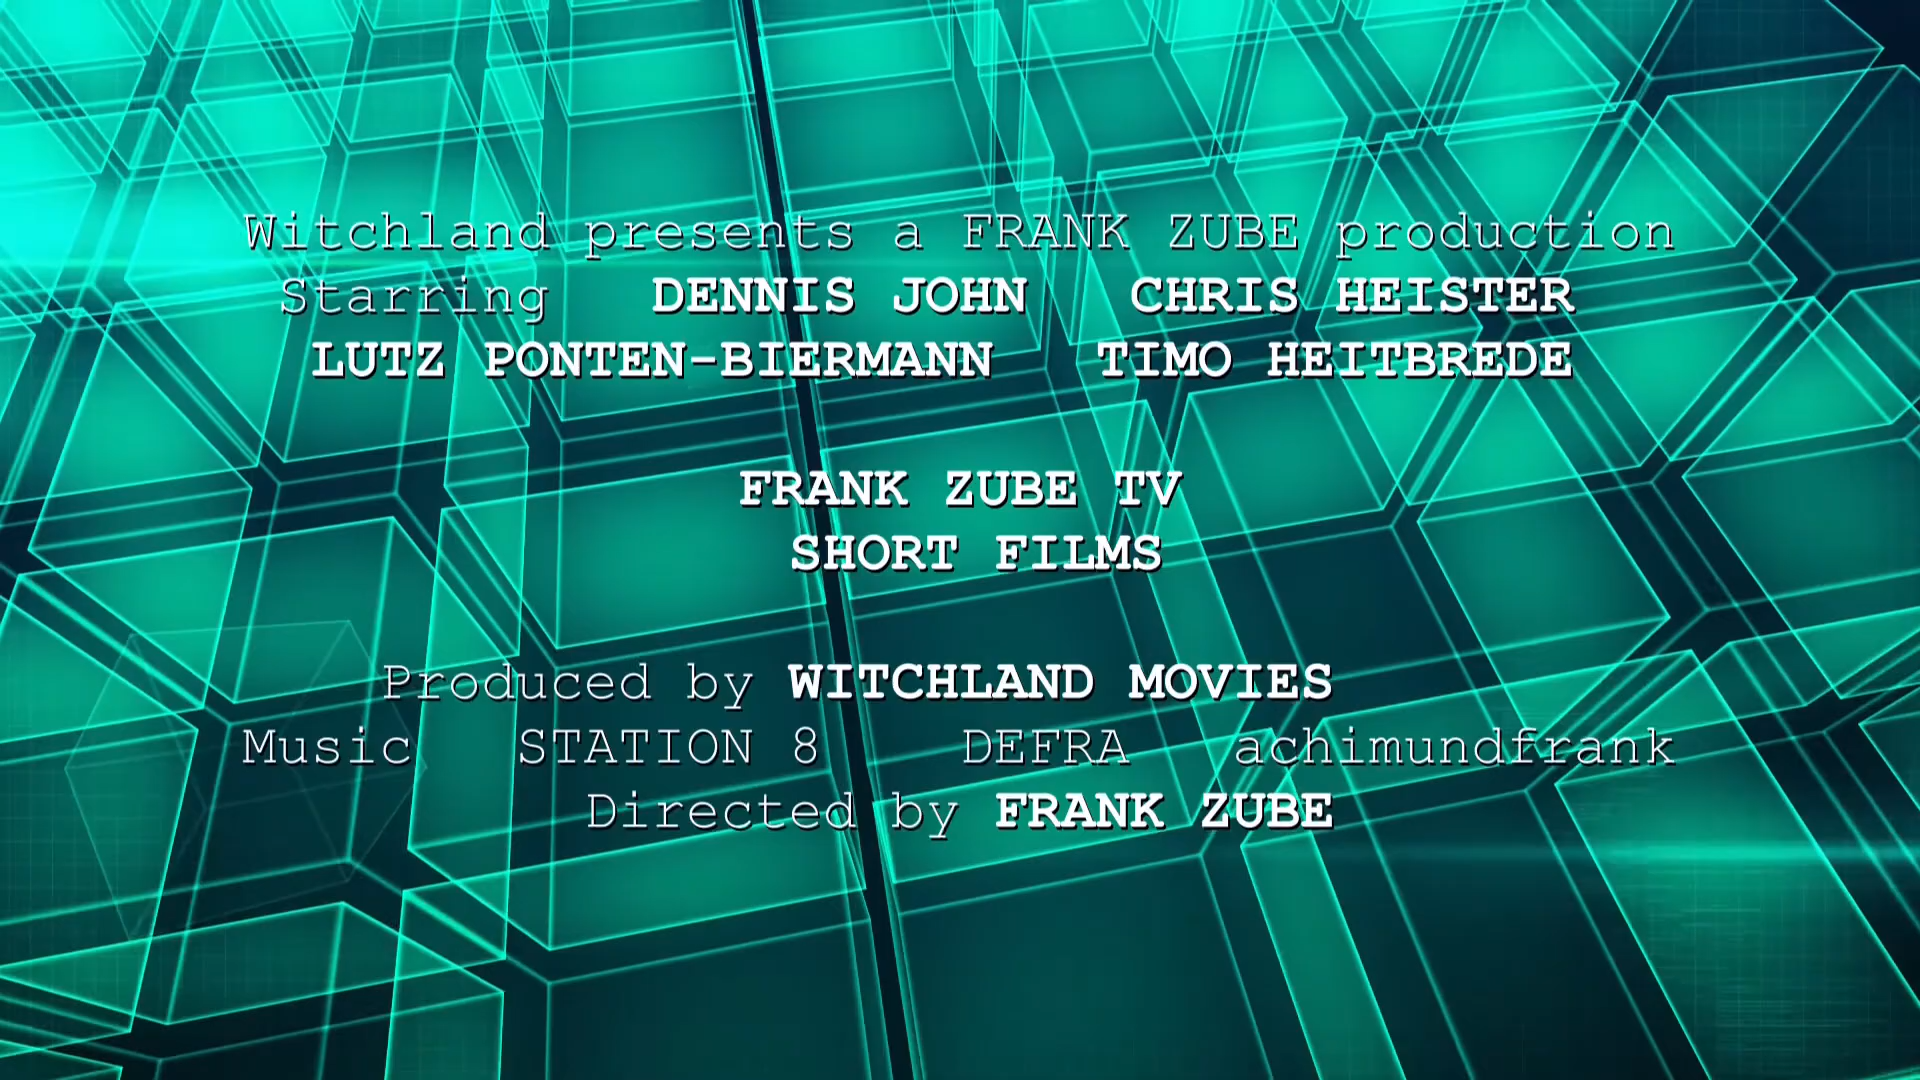 Witchland presents a FRANK ZUBE production
Starring DENNIS JOHN CHRIS HEISTER
LUTZ PONTEN-BIERMANN TIMO HEITBREDE
FRANK ZUBE TV
SHORT FILMS
Produced by WITCHLAND MOVIES
Music STATION 8 DEFRA achimundfrank
Directed by FRANK ZUBE